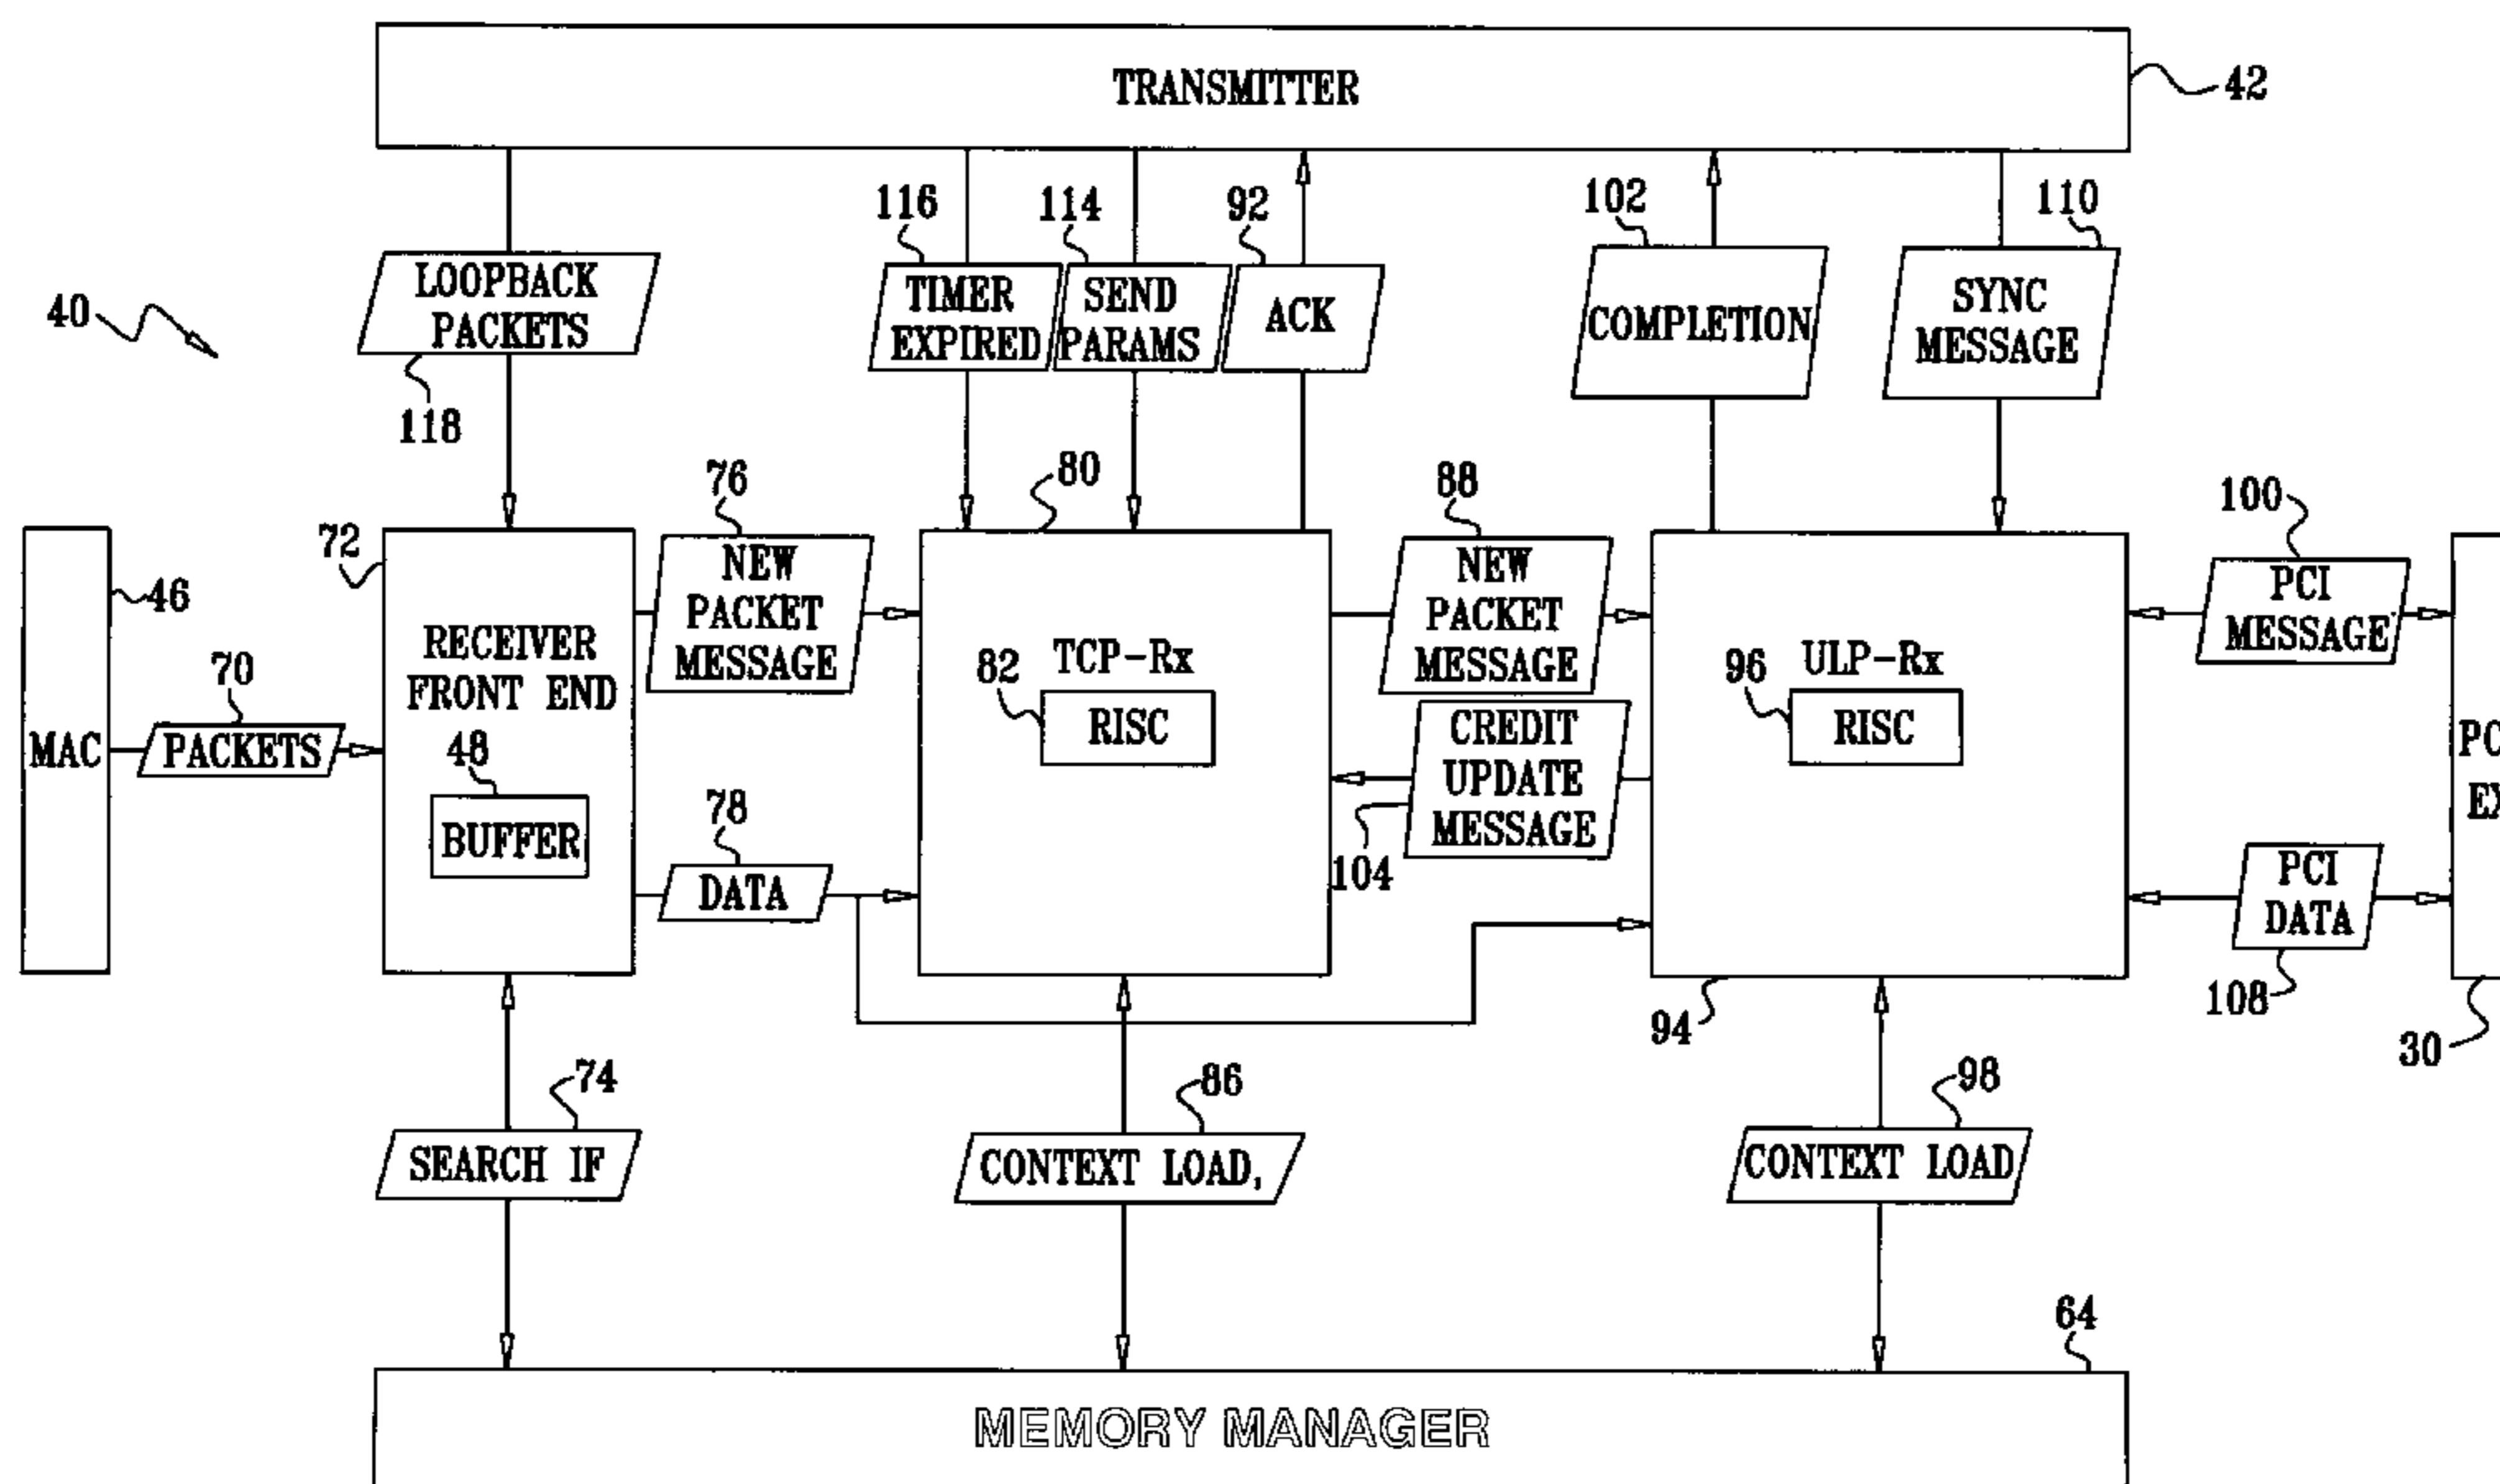 TRANSMITTER
42
116
114
92
102
110
LOOPBACK
PACKETS
TIMER
EXPIRED
SEND
PARAMS
ACK
COMPLETION
SYNC
MESSAGE
40
118
76
80
88
100
72
46
NEW
PACKET
MESSAGE
NEW
PACKET
MESSAGE
PCI
MESSAGE
RECEIVER
FRONT END
82
TCP-Rx
RISC
96
ULP-Rx
RISC
70
MAC
PACKETS
48
BUFFER
78
DATA
CREDIT
UPDATE
MESSAGE
104
PCI
DATA
108
94
30
74
86
98
SEARCH IF
CONTEXT LOAD,
CONTEXT LOAD
64
MEMORY MANAGER